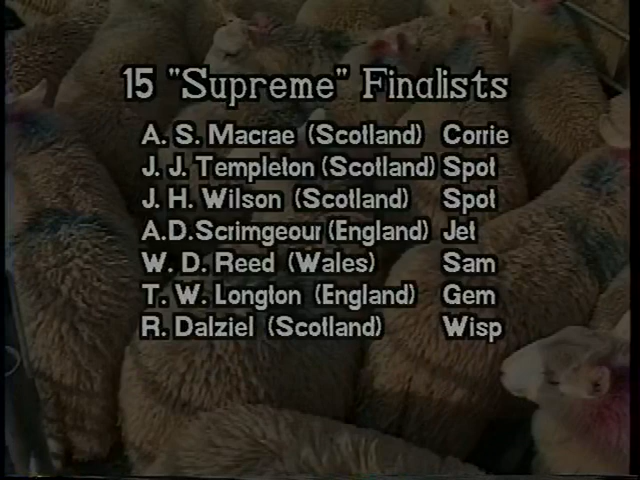 15 "Supreme" Finalists
A. S. Macrae (Scotland) Corrie
J. J. Templeton (Scotland) Spot
J. H. Wilson (Scotland) Spot
A.D.Scrimgeour (England) Jet
W. D. Reed (Wales) Sam
T. W. Longton (England) Gem
R. Dalziel (Scotland) Wisp